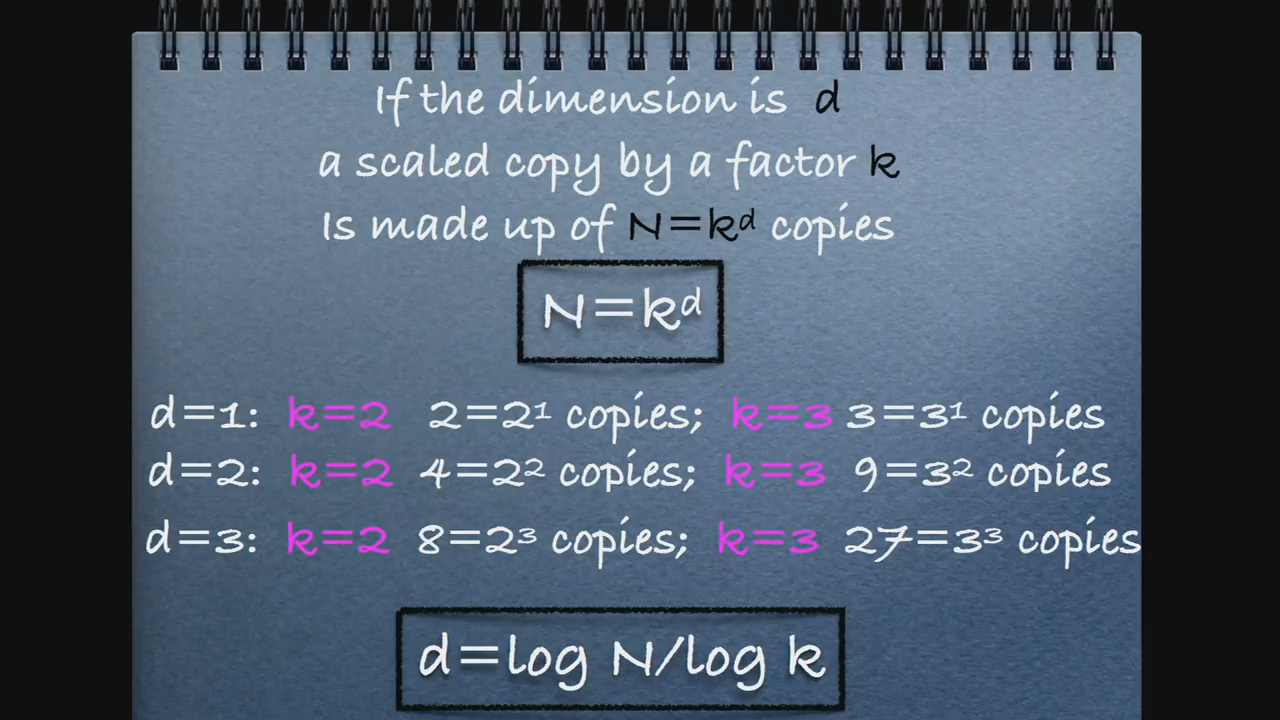 If the dimension is d
a scaled copy by a factor k
Is made up of N=kᵈ copies
N=kᵈ
d=1: k=2 2=2¹ copies; k=3 3=3¹ copies
d=2: k=2 4=2² copies; k=3 9=3² copies
d=3: k=2 8=2³ copies; k=3 27=3³ copies
d=log N/log k